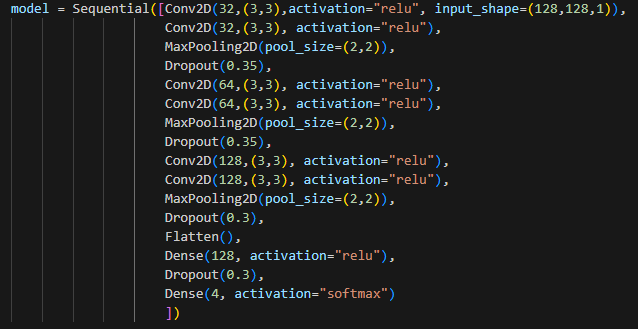 model = Sequential([Conv2D(32,(3,3),activation="relu", input_shape=(128,128,1)),
Conv2D(32,(3,3), activation="relu"),
MaxPooling2D(pool_size=(2,2)),
Dropout(0.35),
Conv2D(64,(3,3), activation="relu"),
Conv2D(64,(3,3), activation="relu"),
MaxPooling2D(pool_size=(2,2)),
Dropout(0.35),
Conv2D(128,(3,3), activation="relu"),
Conv2D(128,(3,3), activation="relu"),
MaxPooling2D(pool_size=(2,2)),
Dropout(0.3),
Flatten(),
Dense(128, activation="relu"),
Dropout(0.3),
Dense(4, activation="softmax")
])